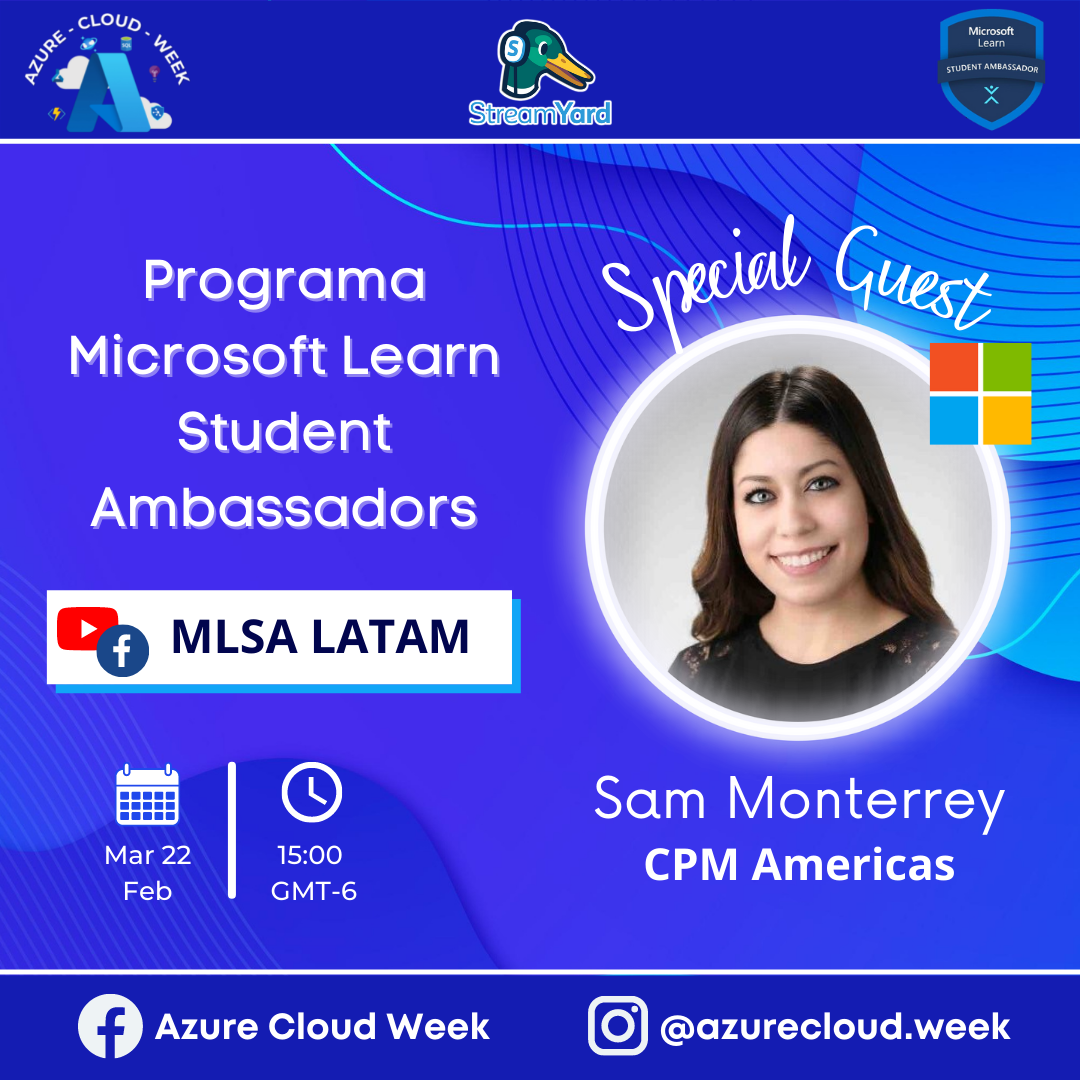 AZURE - CLOUD - WEEK
SQL
S
StreamYard
Microsoft
Learn
STUDENT AMBASSADOR
Special Guest
Programa
Microsoft Learn
Student
Ambassadors
MLSA LATAM
Mar 22
Feb
15:00
GMT-6
Sam Monterrey
CPM Americas
Azure Cloud Week
@azurecloud.week